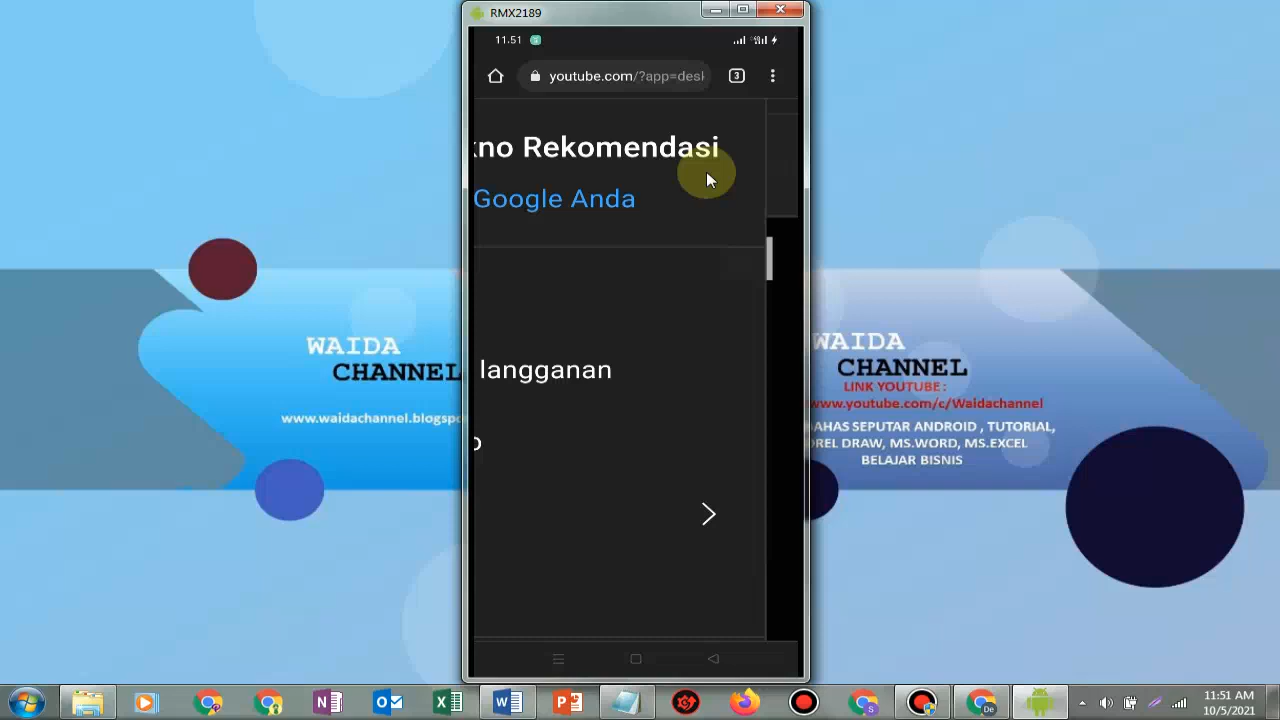 RMX2189
11.51
youtube.com/?app=desk
3
kno Rekomendasi
Google Anda
langganan
o
WAIDA
CHANNEL
www.waidachannel.blogspo
WAIDA
CHANNEL
LINK YOUTUBE :
www.youtube.com/c/Waidachannel
AHAS SEPUTAR ANDROID , TUTORIAL,
OREL DRAW, MS.WORD, MS.EXCEL
BELAJAR BISNIS
11:51 AM
10/5/2021